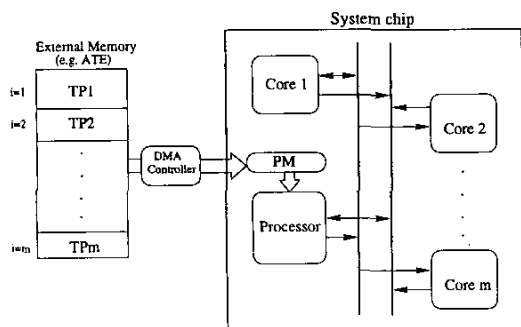 System chip
External Memory
(e.g. ATE)
i=1
TP1
i=2
TP2
i=m
TPm
DMA
Controller
PM
Processor
Core 1
Core 2
Core m